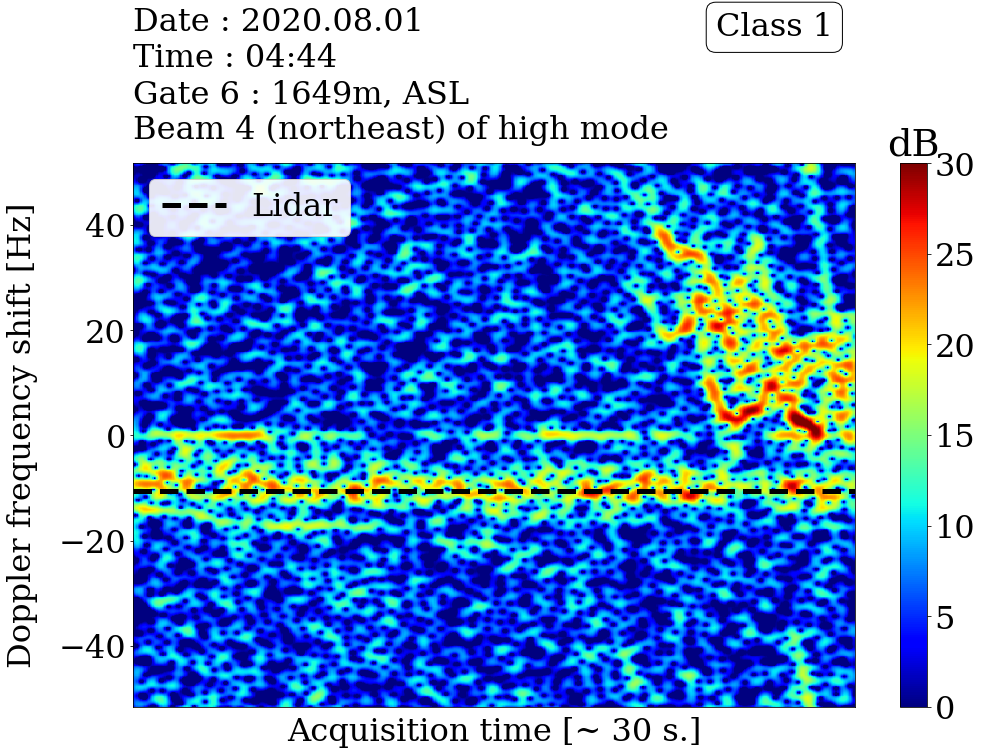 Date : 2020.08.01
Time : 04:44
Gate 6 : 1649m, ASL
Beam 4 (northeast) of high mode
Class 1
dB
Lidar
Doppler frequency shift [Hz]
40
20
0
−20
−40
30
25
20
15
10
5
0
Acquisition time [~ 30 s.]